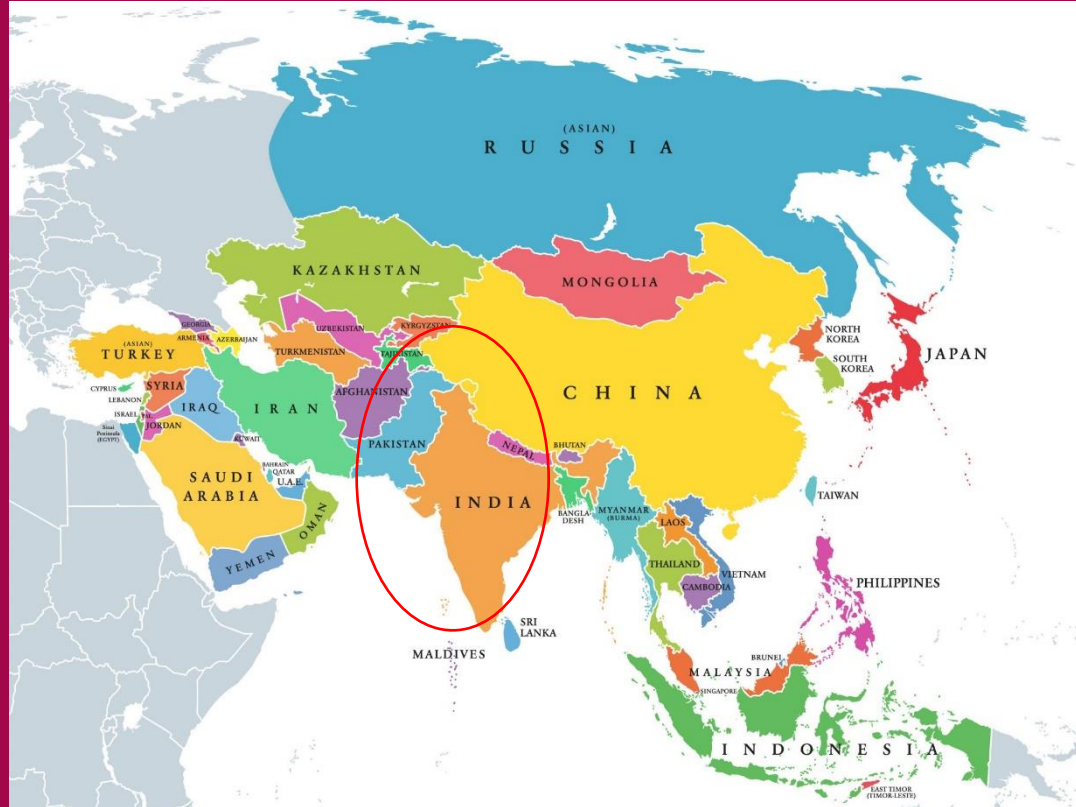 (ASIAN)
RUSSIA
KAZAKHSTAN
MONGOLIA
UZBEKISTAN
KYRGYZSTAN
GEORGIA
ARMENIA
AZERBAIJAN
(ASIAN)
TURKEY
TURKMENISTAN
TAJIKISTAN
NORTH
KOREA
SOUTH
KOREA
JAPAN
CYPRUS
SYRIA
LEBANON
ISRAEL
PAL.
JORDAN
IRAQ
IRAN
AFGHANISTAN
CHINA
Sinai
Peninsula
(EGYPT)
KUWAIT
PAKISTAN
NEPAL
BHUTAN
BAHRAIN
QATAR
U.A.E.
SAUDI
ARABIA
OMAN
YEMEN
INDIA
BANGLA
DESH
MYANMAR
(BURMA)
LAOS
TAIWAN
THAILAND
VIETNAM
CAMBODIA
PHILIPPINES
SRI
LANKA
MALDIVES
BRUNEI
MALAYSIA
SINGAPORE
INDONESIA
EAST TIMOR
(TIMOR-LESTE)